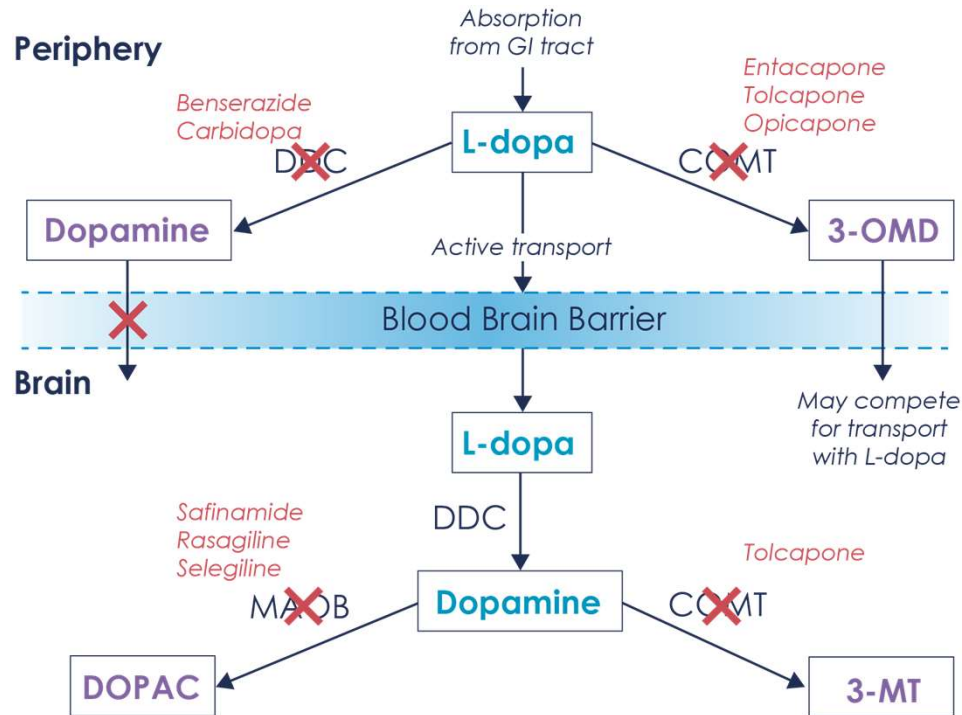 Absorption
from GI tract
Periphery
Benserazide
Carbidopa
Entacapone
Tolcapone
Opicapone
L-dopa
DDC
COMT
Dopamine
3-OMD
Active transport
Blood Brain Barrier
Brain
May compete
for transport
with L-dopa
L-dopa
DDC
Safinamide
Rasagiline
Selegiline
Tolcapone
MAOB
Dopamine
COMT
DOPAC
3-MT